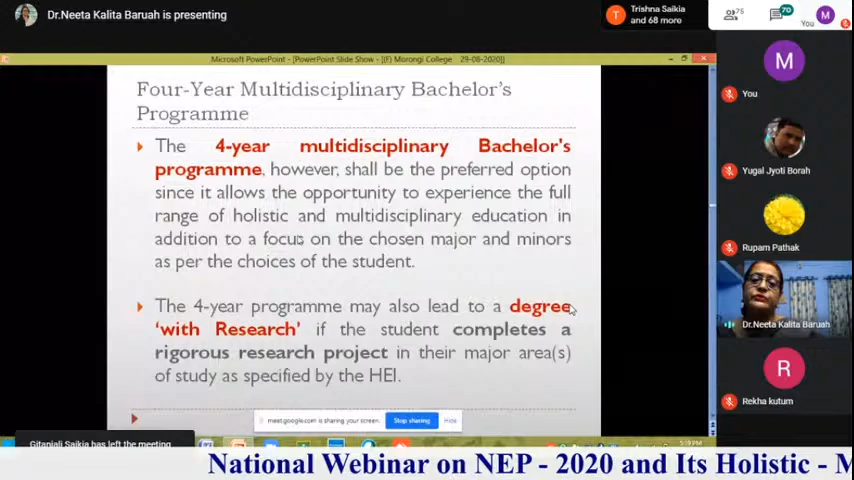 Dr.Neeta Kalita Baruah is presenting
Trishna Saikia
and 68 more
75
70
You
Microsoft PowerPoint - [PowerPoint Slide Show - [(F) Morongi College 29-08-2020]]
Four-Year Multidisciplinary Bachelor's
Programme
The 4-year multidisciplinary Bachelor's
programme, however, shall be the preferred option
since it allows the opportunity to experience the full
range of holistic and multidisciplinary education in
addition to a focus on the chosen major and minors
as per the choices of the student.
The 4-year programme may also lead to a degree
‘with Research’ if the student completes a
rigorous research project in their major area(s)
of study as specified by the HEI.
M
You
Yugal Jyoti Borah
Rupam Pathak
Dr.Neeta Kalita Baruah
R
Rekha kutum
meet.google.com is sharing your screen.
Stop sharing
Hide
Gitanjali Saikia has left the meeting
5:19 PM
National Webinar on NEP - 2020 and Its Holistic - M